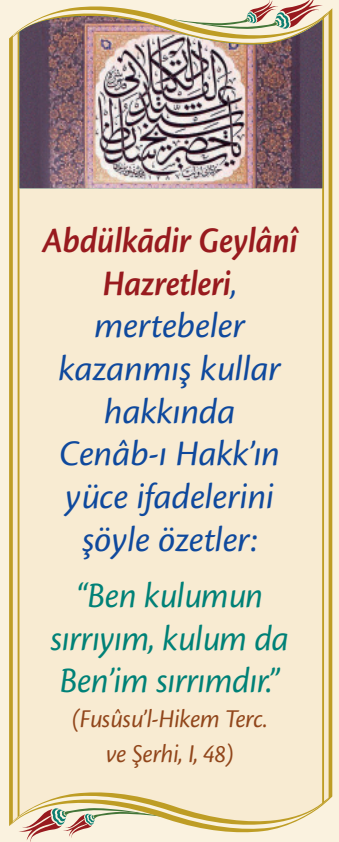 Abdülkādir Geylânî
Hazretleri,
mertebeler
kazanmış kullar
hakkında
Cenâb-ı Hakk’ın
yüce ifadelerini
şöyle özetler:
“Ben kulumun
sırrıyım, kulum da
Ben’im sırrımdır.”
(Fusûsu’l-Hikem Terc.
ve Şerhi, I, 48)